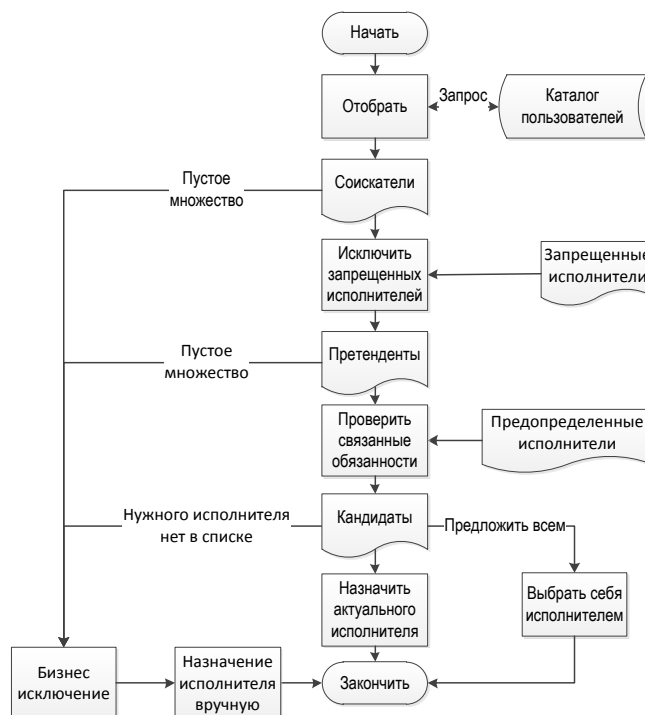 Начать
Отобрать
Запрос
Каталог
пользователей
Пустое
множество
Соискатели
Исключить
запрещенных
исполнителей
Запрещенные
исполнители
Пустое
множество
Претенденты
Проверить
связанные
обязанности
Предопределенные
исполнители
Нужного исполнителя
нет в списке
Кандидаты
Предложить всем
Назначить
актуального
исполнителя
Выбрать себя
исполнителем
Бизнес
исключение
Назначение
исполнителя
вручную
Закончить